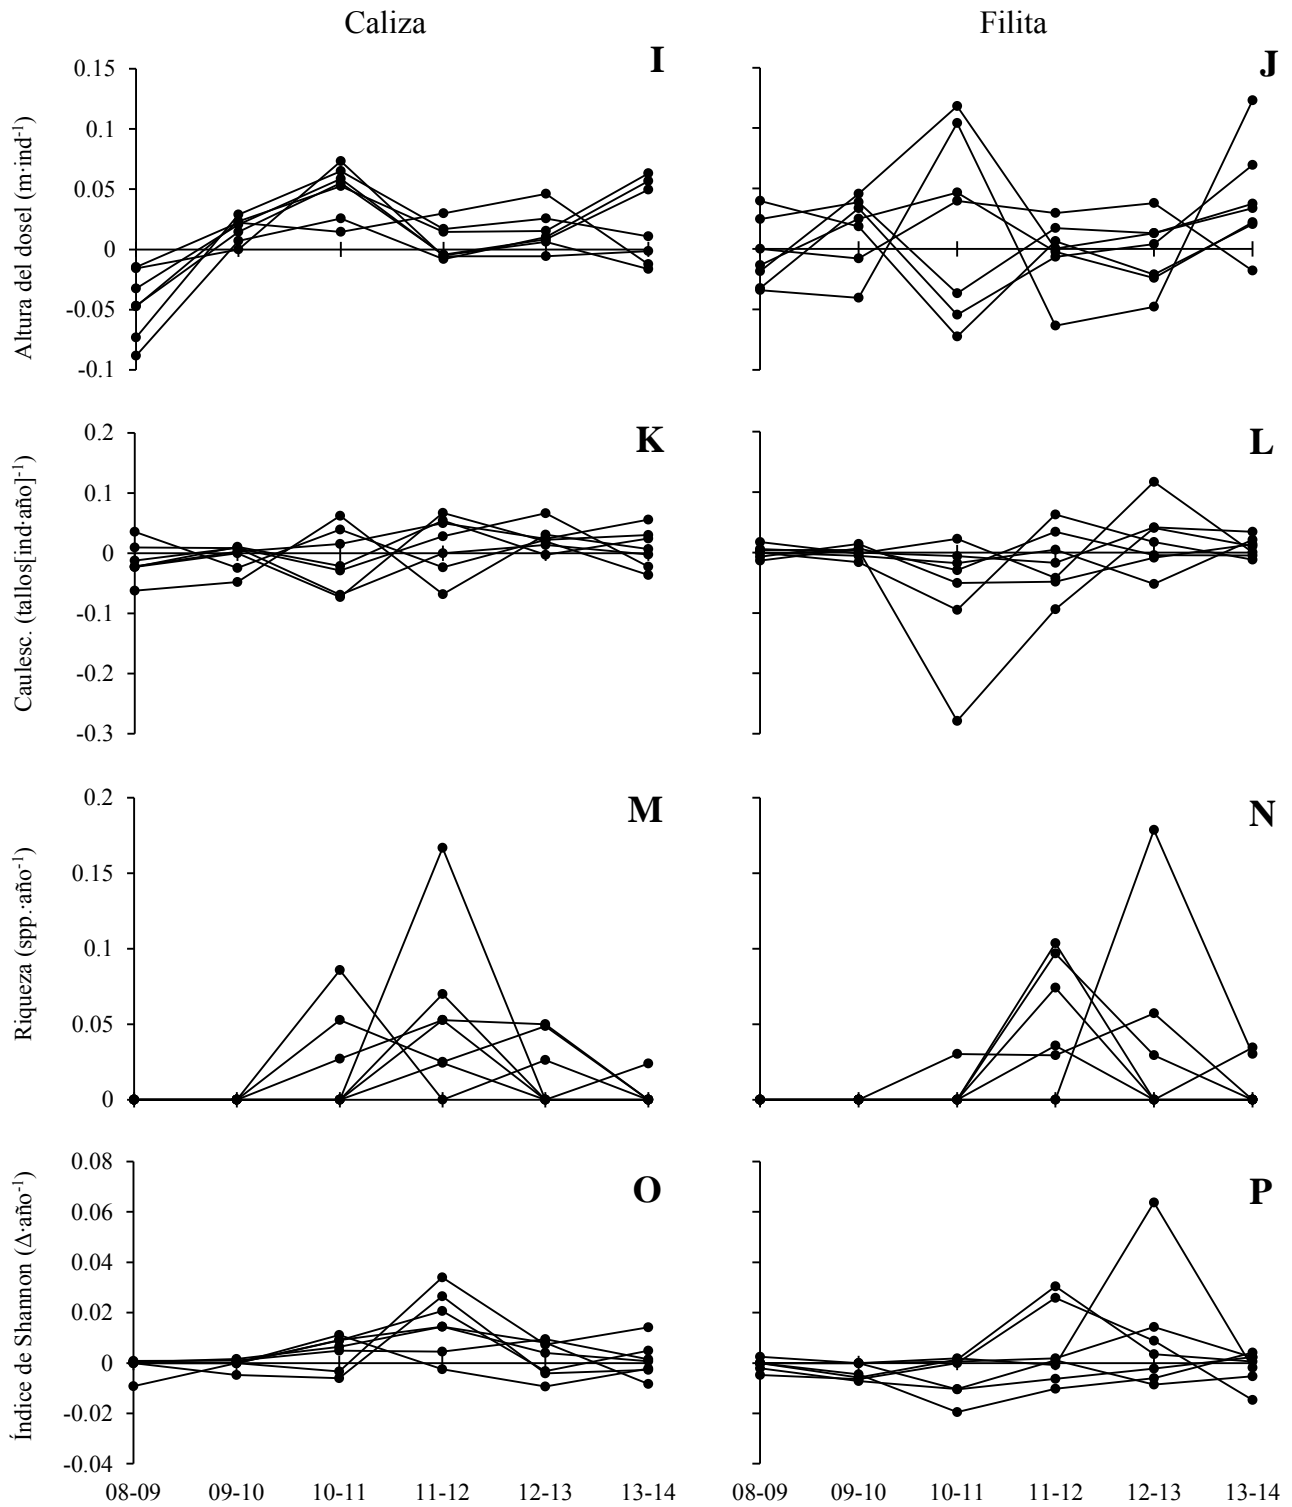 Caliza
Filita
I
J
Altura del dosel (m·ind⁻¹)
0.15
0.1
0.05
0
-0.05
-0.1
K
L
Caulesc. (tallos[ind·año]⁻¹)
0.2
0.1
0
-0.1
-0.2
-0.3
M
N
Riqueza (spp.·año⁻¹)
0.2
0.15
0.1
0.05
0
O
P
Índice de Shannon (Δ·año⁻¹)
0.08
0.06
0.04
0.02
0
-0.02
-0.04
08-09 09-10 10-11 11-12 12-13 13-14
08-09 09-10 10-11 11-12 12-13 13-14